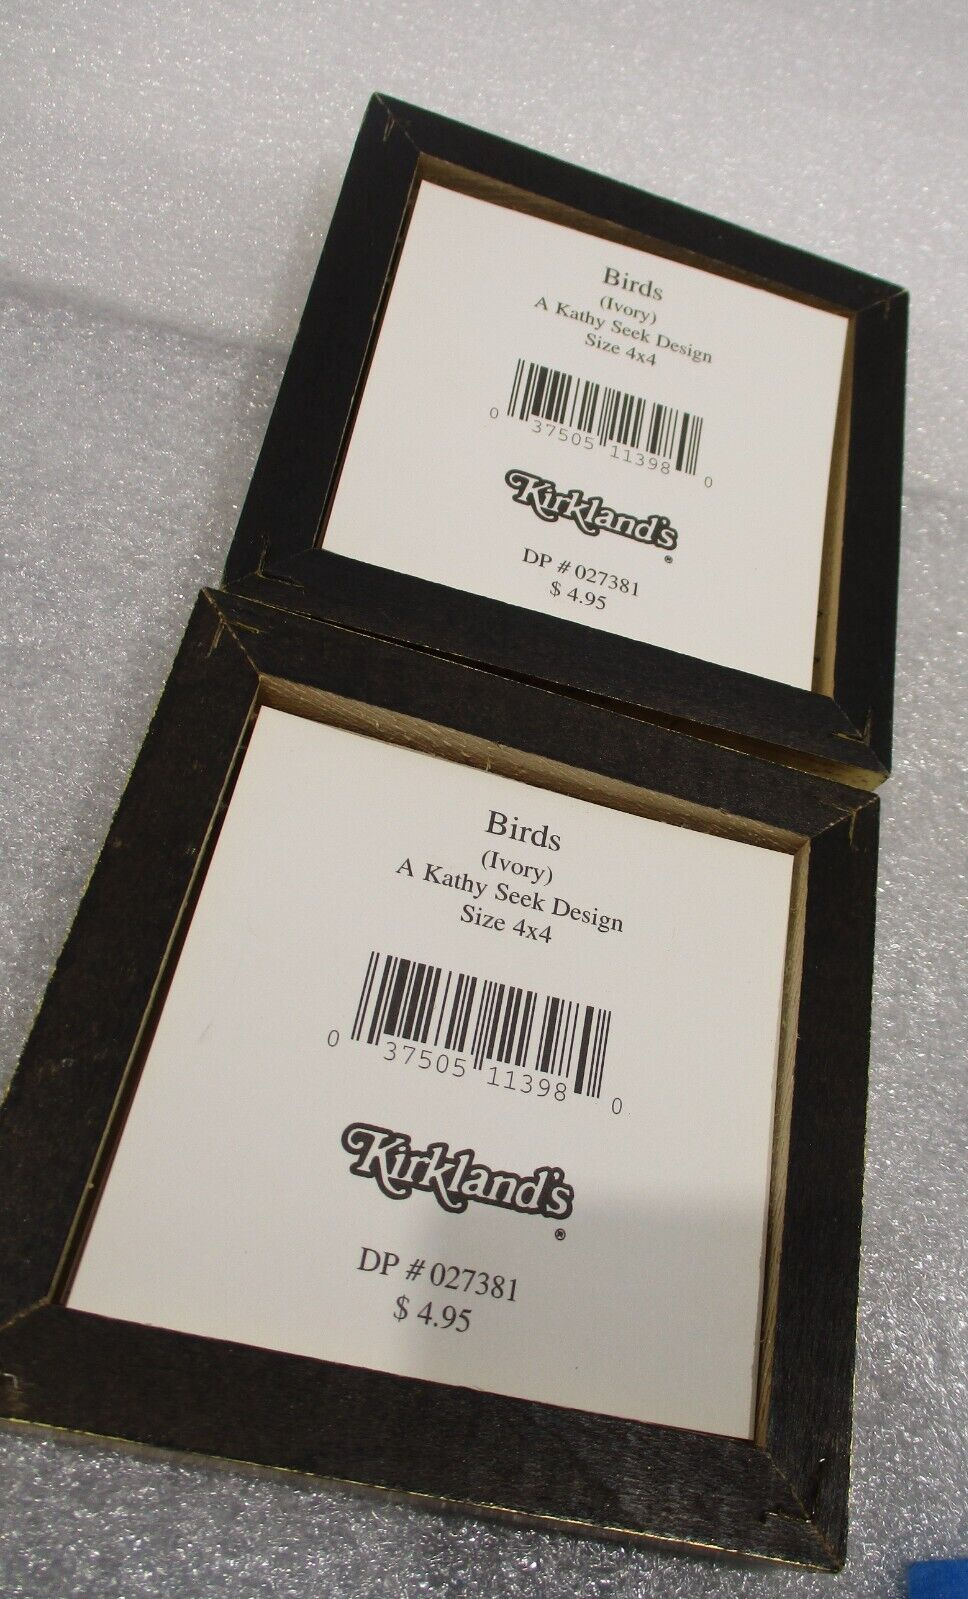 Birds
(Ivory)
A Kathy Seek Design
Size 4x4
0 37505 11398 0
Kirkland's®
DP # 027381
$ 4.95
Birds
(Ivory)
A Kathy Seek Design
Size 4x4
0 37505 11398 0
Kirkland's®
DP # 027381
$ 4.95